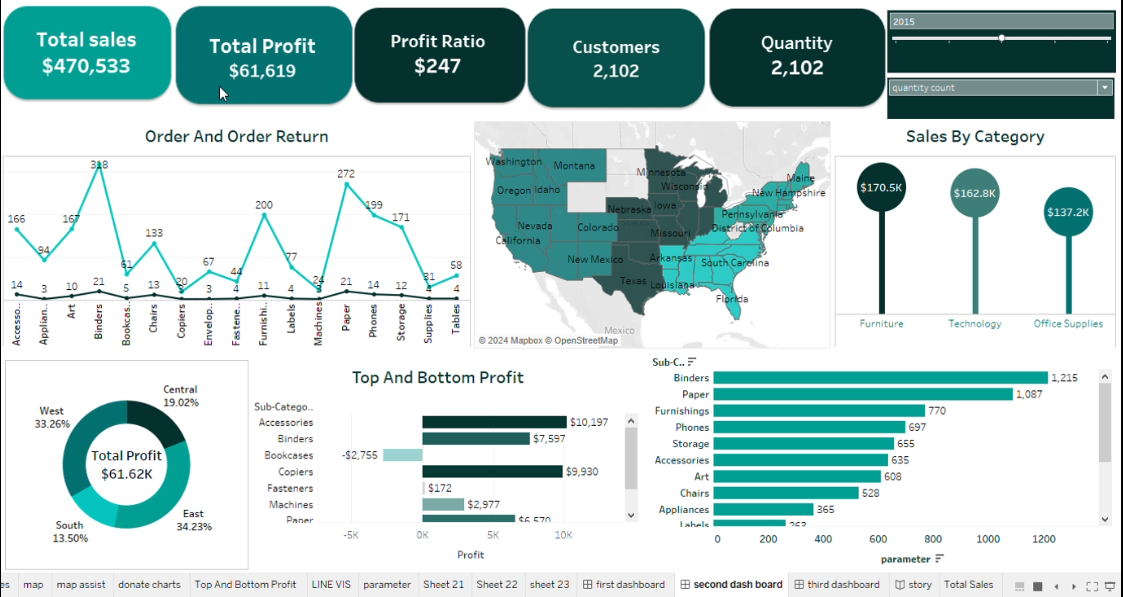 Total sales
$470,533
Total Profit
$61,619
Profit Ratio
$247
Customers
2,102
Quantity
2,102
2015
quantity count
Order And Order Return
318
272
200
199
166
167
171
133
94
61
67
77
58
44
20
24
31
14
3
10
21
5
13
3
4
11
4
3
21
14
12
4
4
Accesso..
Applian..
Art
Binders
Bookcas..
Chairs
Copiers
Envelop..
Fastene..
Furnishi..
Labels
Machines
Paper
Phones
Storage
Supplies
Tables
Washington
Montana
Minnesota
Maine
Oregon
Idaho
Wisconsin
New Hampshire
Nebraska
Iowa
Pennsylvania
Nevada
Colorado
Missouri
District of Columbia
California
New Mexico
Arkansas
South Carolina
Texas
Louisiana
Florida
Mexico
© 2024 Mapbox © OpenStreetMap
Sales By Category
$170.5K
$162.8K
$137.2K
Furniture
Technology
Office Supplies
Central
19.02%
West
33.26%
Total Profit
$61.62K
East
34.23%
South
13.50%
Top And Bottom Profit
Sub-Catego..
Accessories
$10,197
Binders
$7,597
Bookcases
-$2,755
Copiers
$9,930
Fasteners
$172
Machines
$2,977
Paper
$6,570
-5K
0K
5K
10K
Profit
Sub-C..
Binders
1,215
Paper
1,087
Furnishings
770
Phones
697
Storage
655
Accessories
635
Art
608
Chairs
528
Appliances
365
Labels
263
0
200
400
600
800
1000
1200
parameter
es
map
map assist
donate charts
Top And Bottom Profit
LINE VIS
parameter
Sheet 21
Sheet 22
sheet 23
first dashboard
second dash board
third dashboard
story
Total Sales